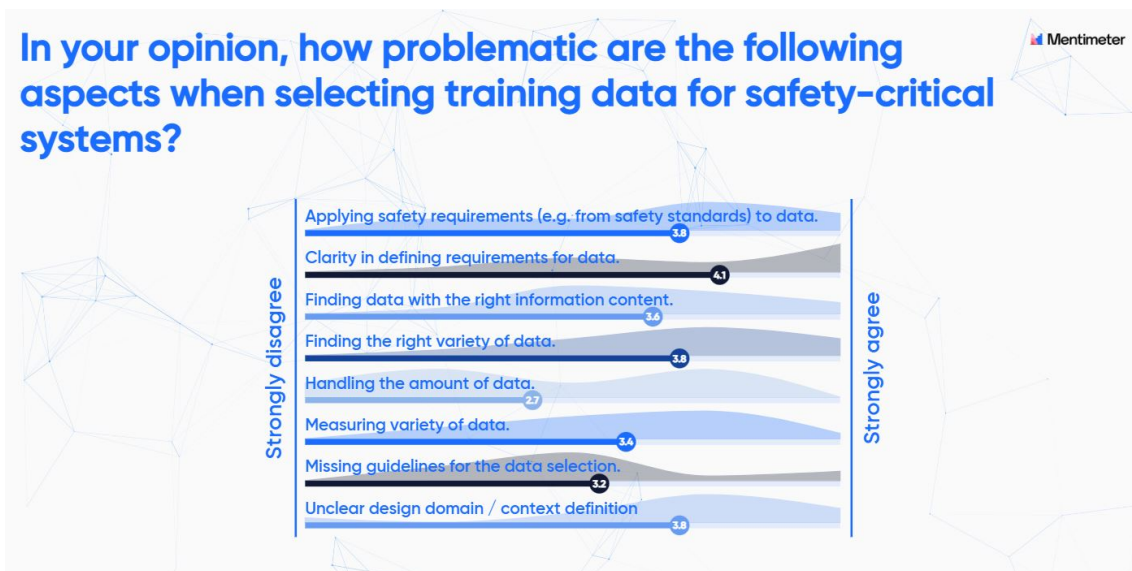 In your opinion, how problematic are the following
aspects when selecting training data for safety-critical
systems?
Mentimeter
Strongly disagree
Applying safety requirements (e.g. from safety standards) to data.
3.8
Clarity in defining requirements for data.
4.1
Finding data with the right information content.
3.6
Finding the right variety of data.
3.8
Handling the amount of data.
2.7
Measuring variety of data.
3.4
Missing guidelines for the data selection.
3.2
Unclear design domain / context definition
3.8
Strongly agree